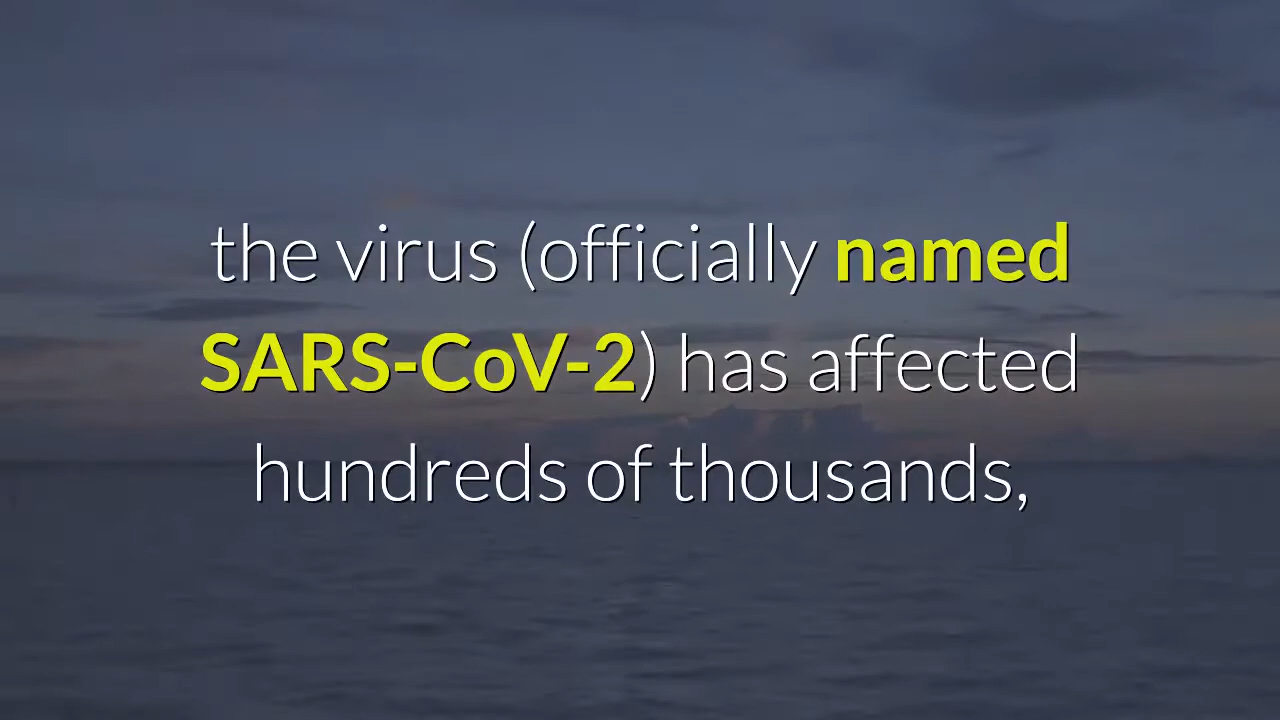 the virus (officially named
SARS-CoV-2) has affected
hundreds of thousands,